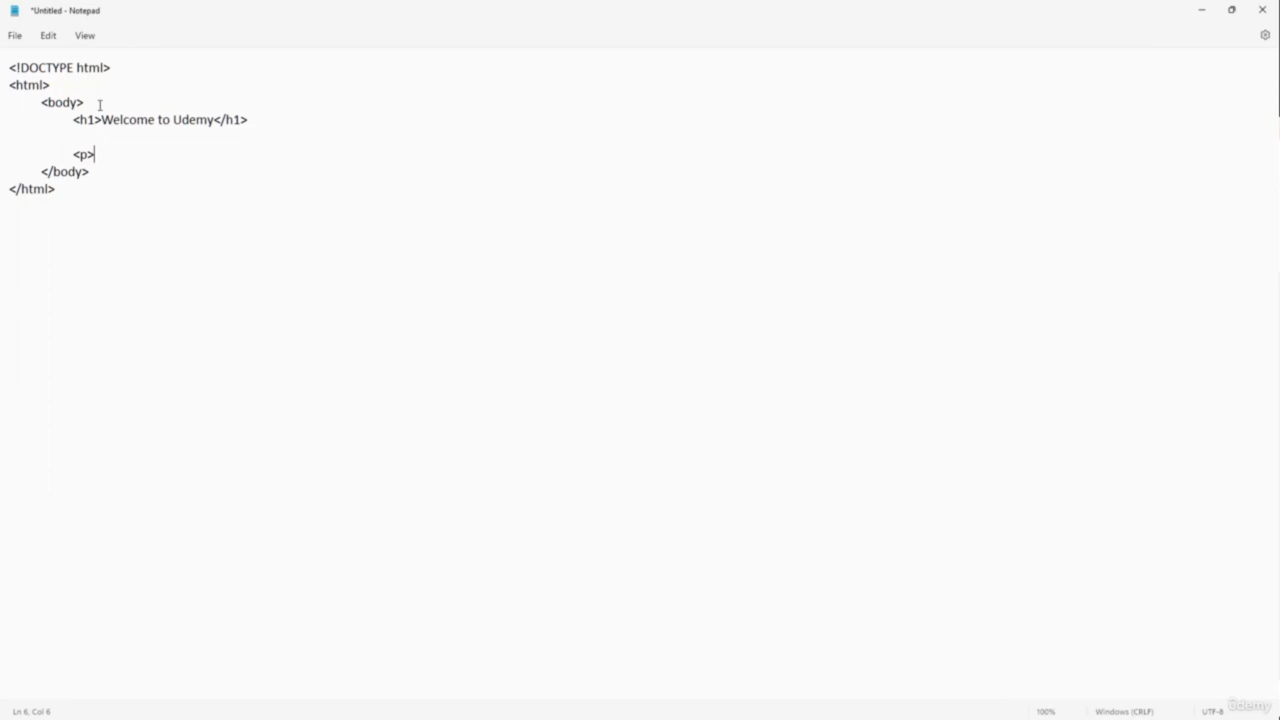 *Untitled - Notepad
File Edit View
<!DOCTYPE html>
<html>
<body>
<h1>Welcome to Udemy</h1>
<p>
</body>
</html>
Ln 6, Col 6 100% Windows (CRLF) UTF-8
ûdemy